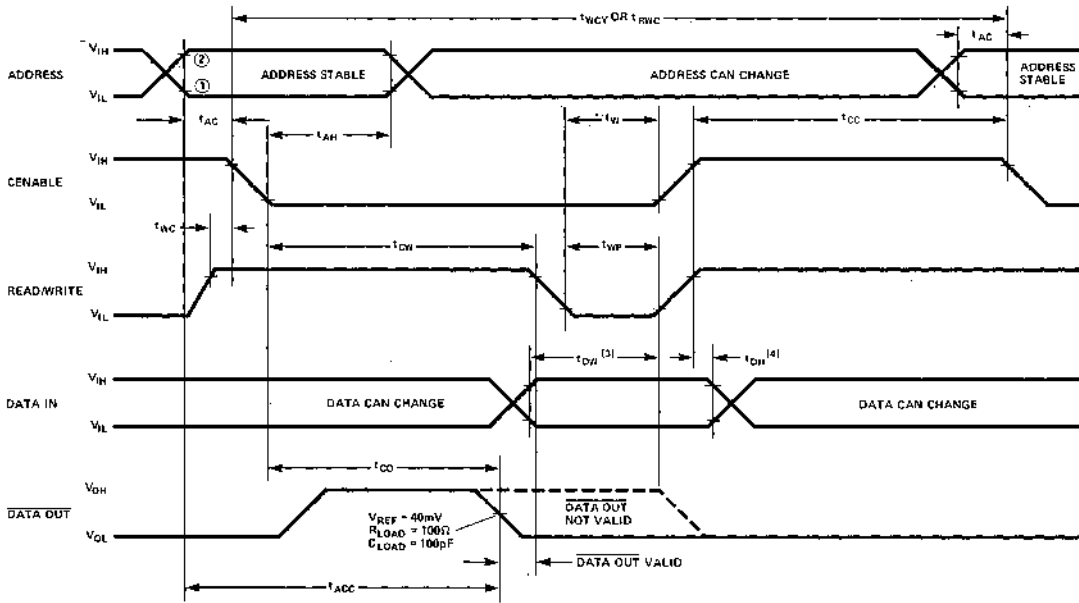 tWCY OR tRWC
VIH
tAC
ADDRESS
②
①
ADDRESS STABLE
ADDRESS CAN CHANGE
ADDRESS
STABLE
VIL
tAC
tAH
tW
tCC
VIH
CENABLE
VIL
tWC
tCW
tWP
VIH
READ/WRITE
VIL
tDW [3]
tDH [4]
VIH
DATA IN
DATA CAN CHANGE
DATA CAN CHANGE
VIL
tCO
VOH
DATA OUT
VREF = 40mV
RLOAD = 100Ω
CLOAD = 100pF
DATA OUT
NOT VALID
VOL
DATA OUT VALID
tACC